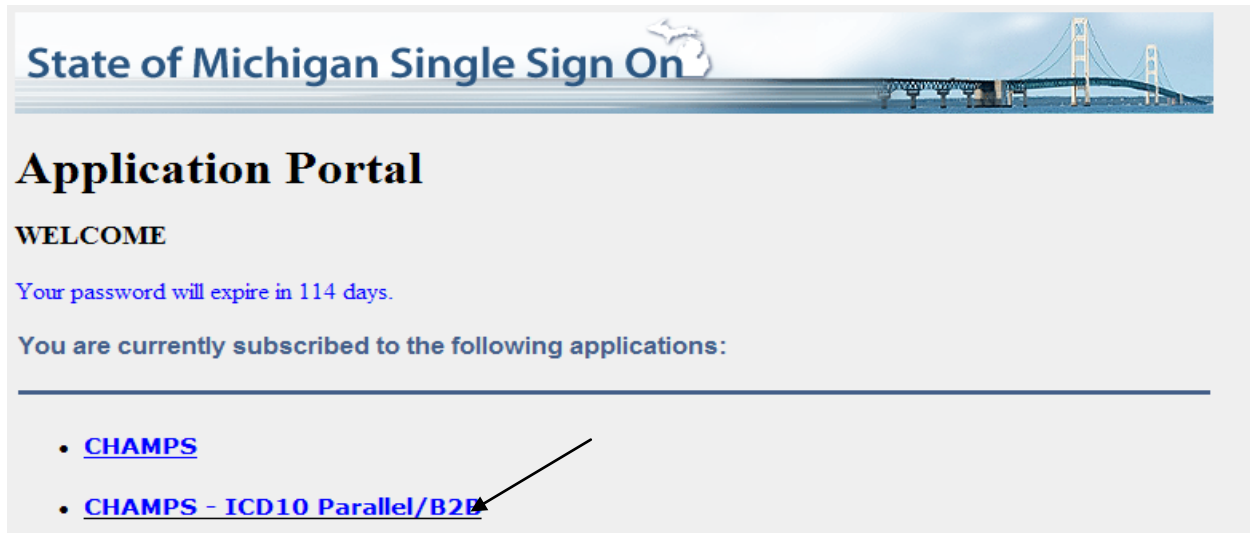 State of Michigan Single Sign On
Application Portal
WELCOME
Your password will expire in 114 days.
You are currently subscribed to the following applications:
• CHAMPS
• CHAMPS - ICD10 Parallel/B2B